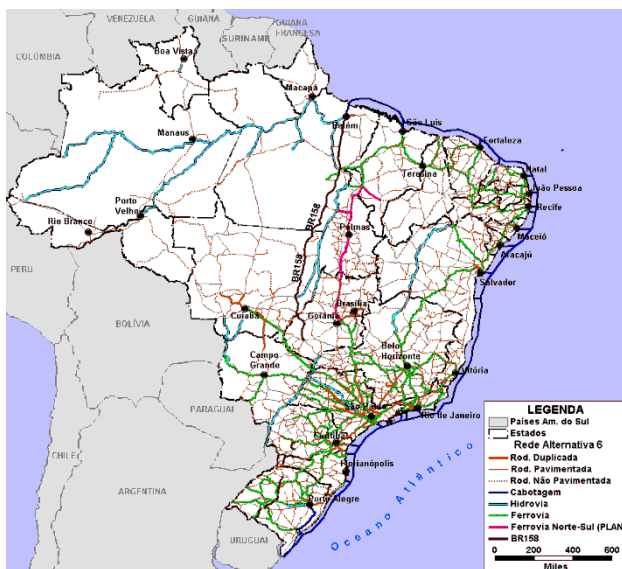 VENEZUELA
GUIANA
GUIANA
FRANCESA
SURINAME
COLÓMBIA
Boa Vista
Macapá
Belém
São Luís
Manaus
Fortaleza
Teresina
Natal
João Pessoa
Recife
Porto
Velho
Rio Branco
BR158
Palmas
Maceió
Aracajú
BR158
Salvador
PERU
Brasília
Cuiabá
Goiânia
BOLÍVIA
Belo
Horizonte
Campo
Grande
Vitória
São Paulo
Rio de Janeiro
PARAGUAI
Curitiba
Florianópolis
CHILE
Porto Alegre
ARGENTINA
URUGUAI
Oceano Atlântico
LEGENDA
Países Am. do Sul
Estados
Rede Alternativa 6
Rod. Duplicada
Rod. Pavimentada
Rod. Não Pavimentada
Cabotagem
Hidrovia
Ferrovia
Ferrovia Norte-Sul (PLAN
BR158
0 200 400 600
Miles